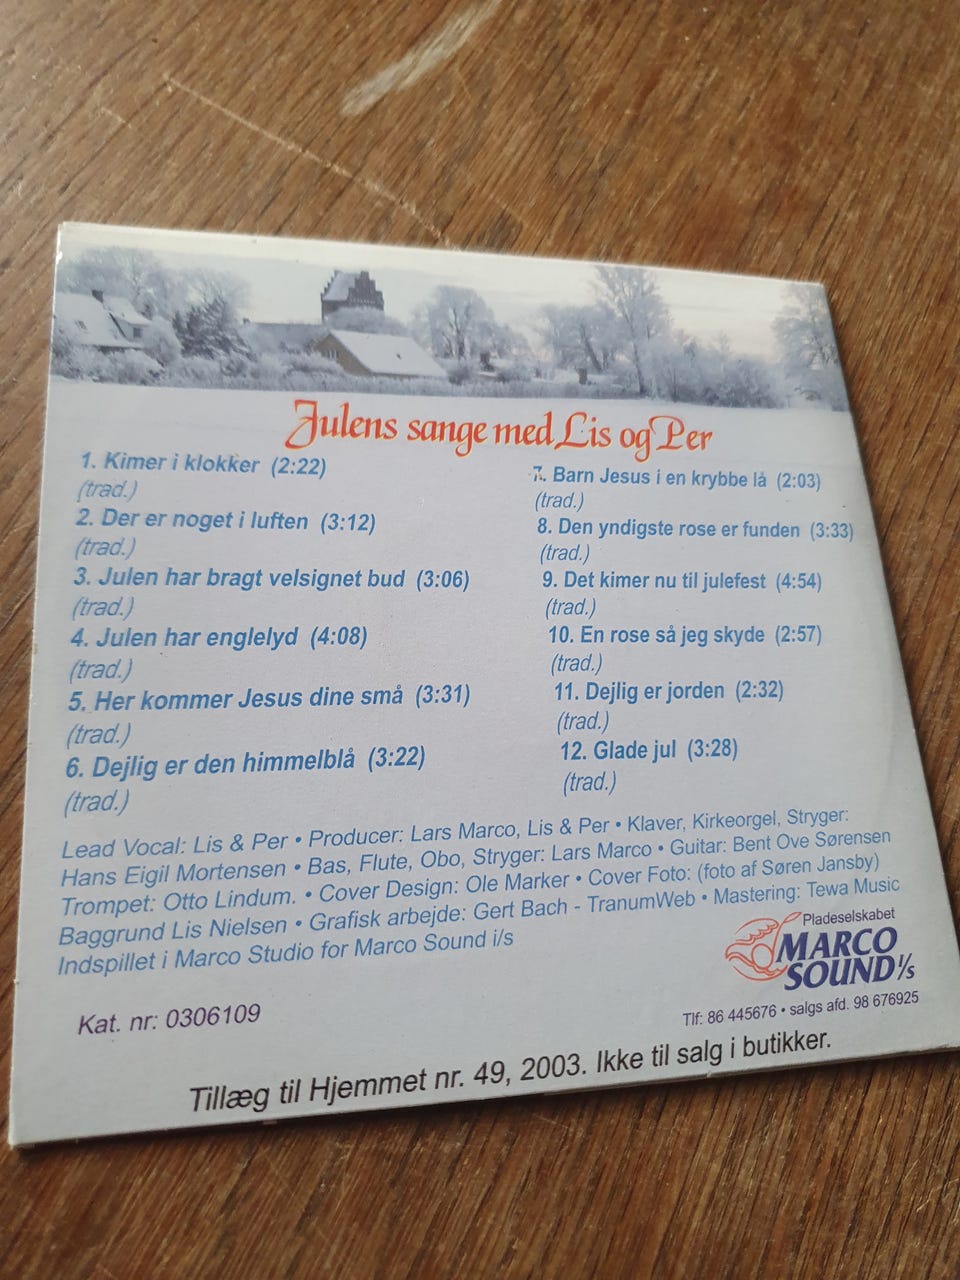 Julens sange med Lis og Per
1. Kimer i klokker (2:22)
(trad.)
2. Der er noget i luften (3:12)
(trad.)
3. Julen har bragt velsignet bud (3:06)
(trad.)
4. Julen har englelyd (4:08)
(trad.)
5. Her kommer Jesus dine små (3:31)
(trad.)
6. Dejlig er den himmelblå (3:22)
(trad.)
7. Barn Jesus i en krybbe lå (2:03)
(trad.)
8. Den yndigste rose er funden (3:33)
(trad.)
9. Det kimer nu til julefest (4:54)
(trad.)
10. En rose så jeg skyde (2:57)
(trad.)
11. Dejlig er jorden (2:32)
(trad.)
12. Glade jul (3:28)
(trad.)
Lead Vocal: Lis & Per • Producer: Lars Marco, Lis & Per • Klaver, Kirkeorgel, Stryger:
Hans Eigil Mortensen • Bas, Flute, Obo, Stryger: Lars Marco • Guitar: Bent Ove Sørensen
Trompet: Otto Lindum. • Cover Design: Ole Marker • Cover Foto: (foto af Søren Jansby)
Baggrund Lis Nielsen • Grafisk arbejde: Gert Bach - TranumWeb • Mastering: Tewa Music
Indspillet i Marco Studio for Marco Sound i/s
Pladeselskabet
MARCO
SOUND I/s
Tlf: 86 445676 • salgs afd. 98 676925
Kat. nr: 0306109
Tillæg til Hjemmet nr. 49, 2003. Ikke til salg i butikker.